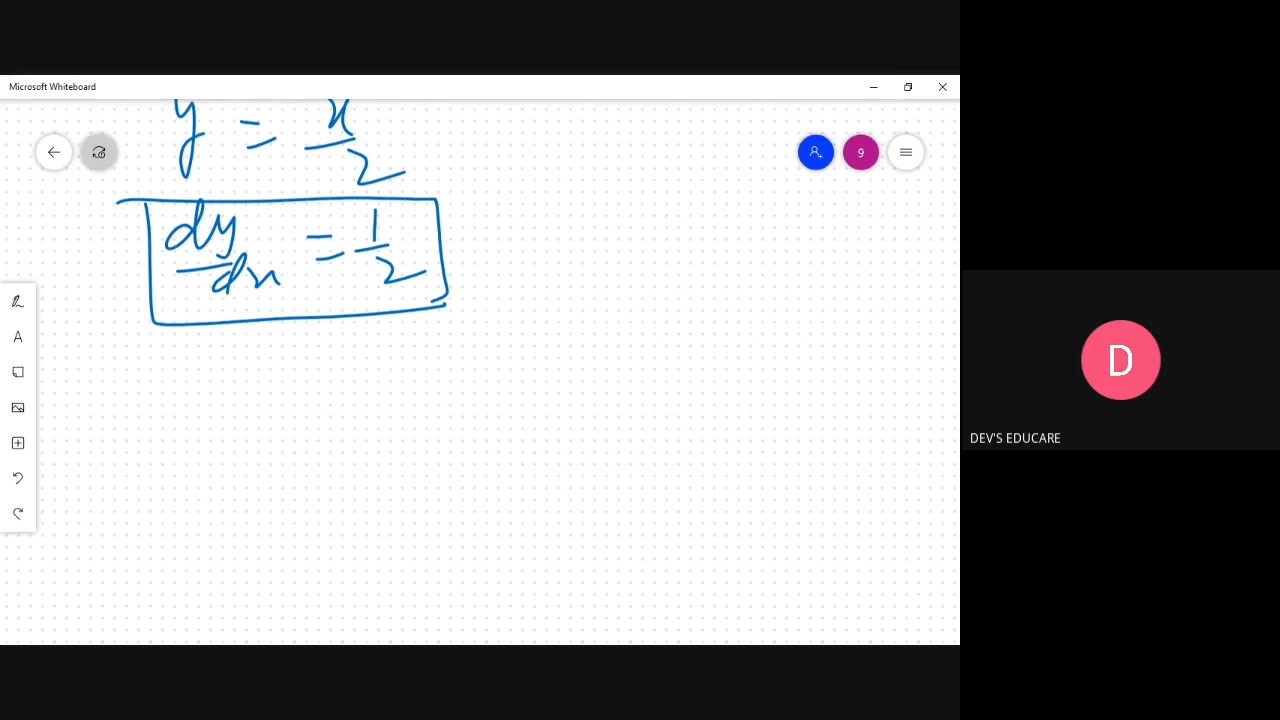 Microsoft Whiteboard
y = x/2
9
dy/dx = 1/2
A
D
DEV'S EDUCARE